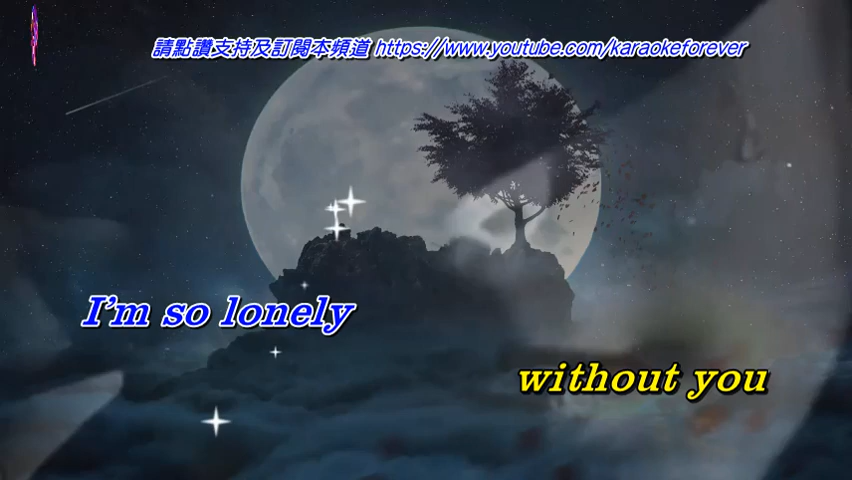 請點讚支持及訂閱本頻道 https://www.youtube.com/karaokeforever
I'm so lonely
without you